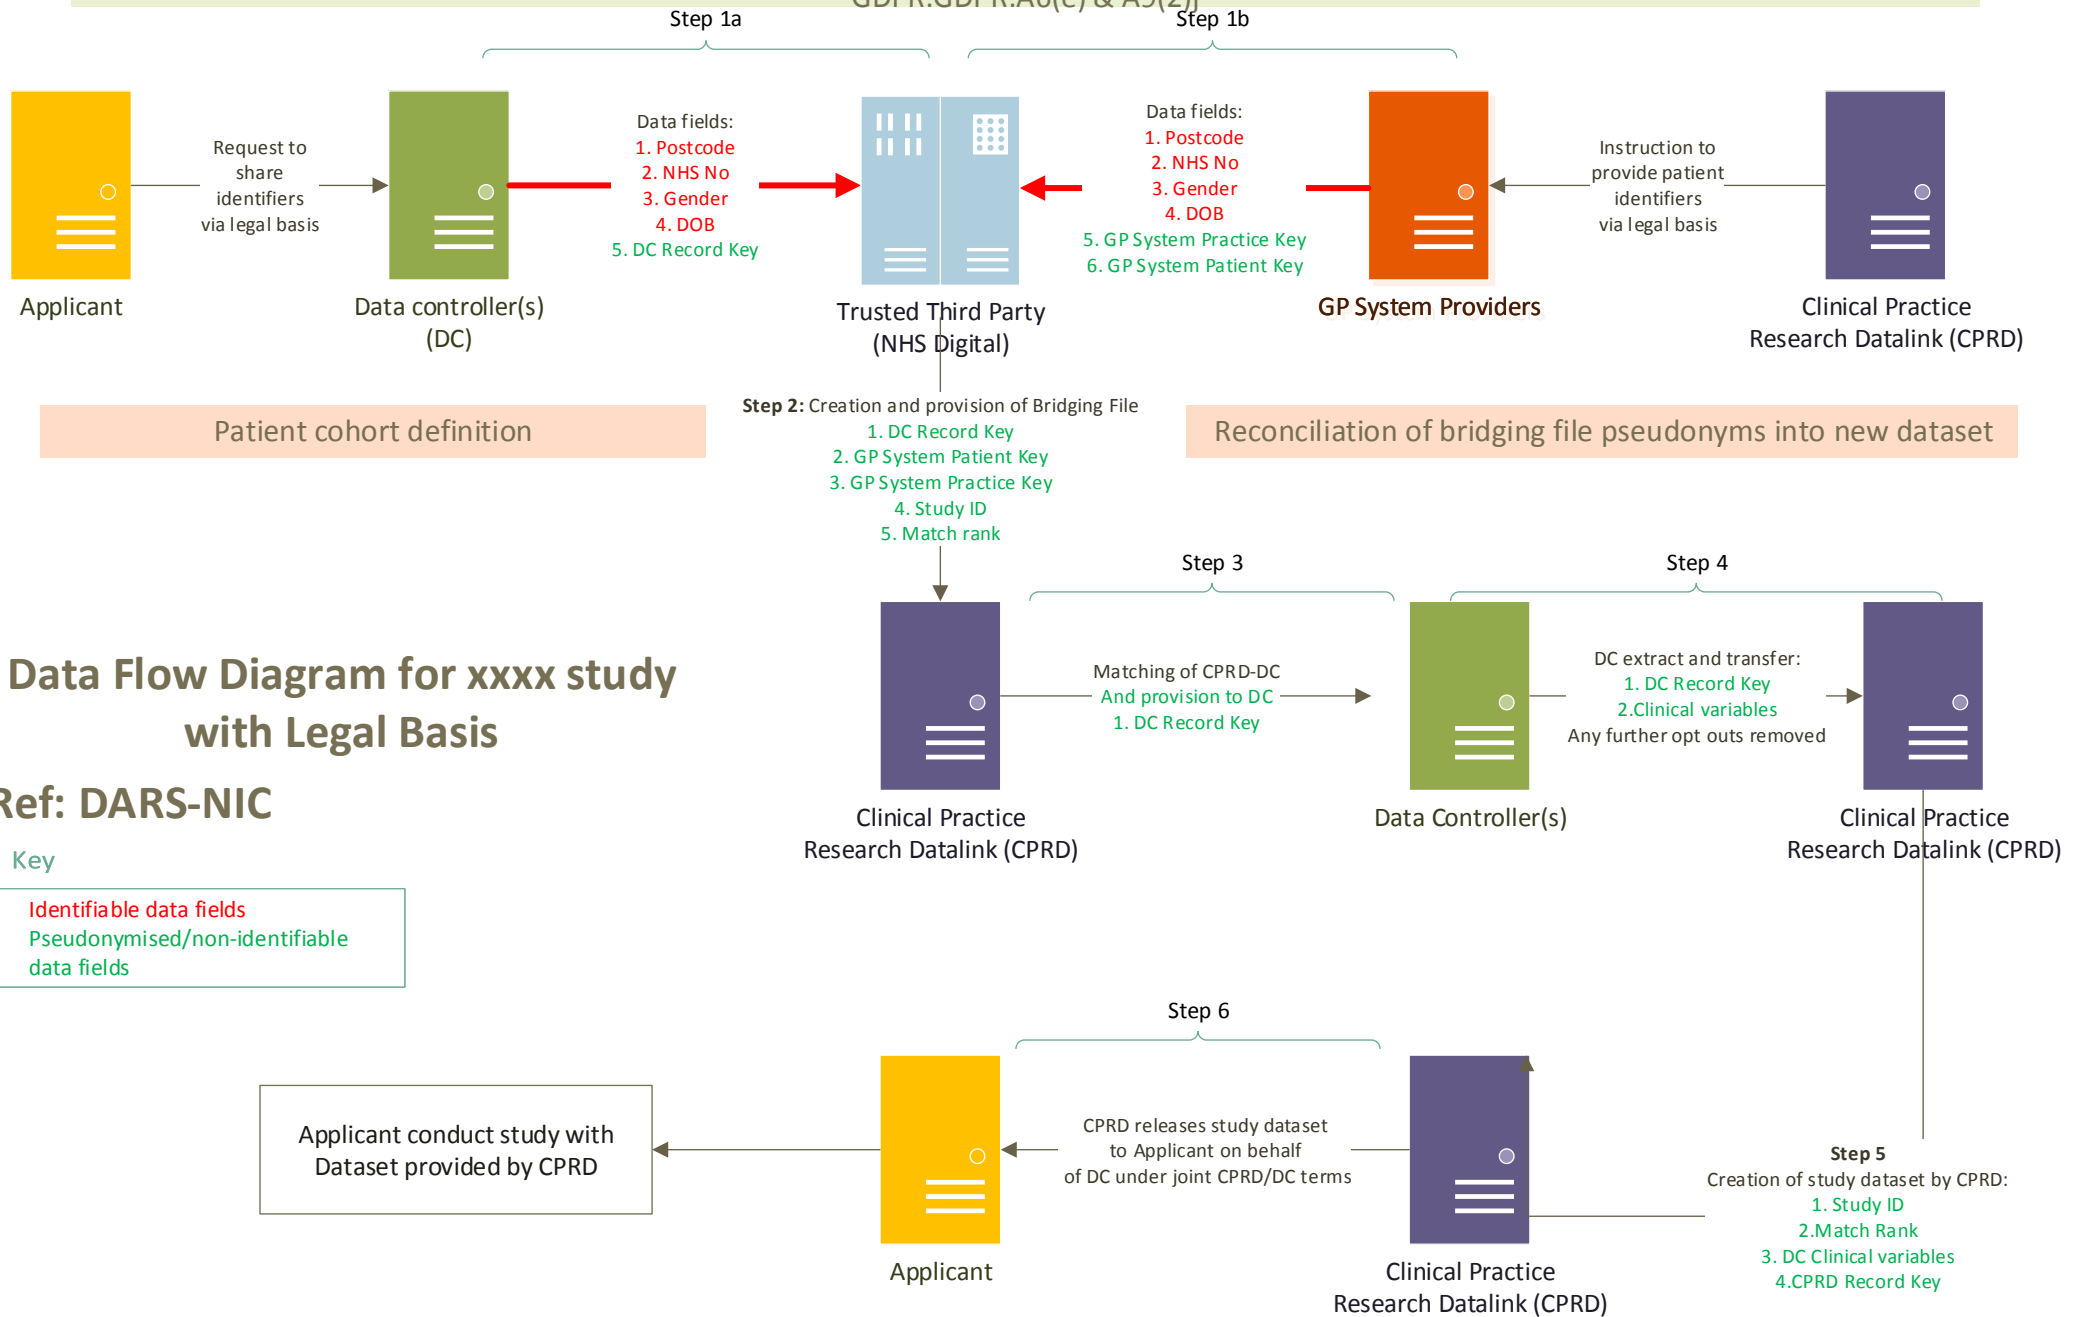 GDPR:GDPR:A6(e) & A9(2)j
Step 1a
Step 1b
Request to
share
identifiers
via legal basis
Data fields:
1. Postcode
2. NHS No
3. Gender
4. DOB
5. DC Record Key
Data fields:
1. Postcode
2. NHS No
3. Gender
4. DOB
5. GP System Practice Key
6. GP System Patient Key
Instruction to
provide patient
identifiers
via legal basis
Applicant
Data controller(s)
(DC)
Trusted Third Party
(NHS Digital)
GP System Providers
Clinical Practice
Research Datalink (CPRD)
Patient cohort definition
Step 2: Creation and provision of Bridging File
1. DC Record Key
2. GP System Patient Key
3. GP System Practice Key
4. Study ID
5. Match rank
Reconciliation of bridging file pseudonyms into new dataset
Step 3
Step 4
Matching of CPRD-DC
And provision to DC
1. DC Record Key
DC extract and transfer:
1. DC Record Key
2.Clinical variables
Any further opt outs removed
Clinical Practice
Research Datalink (CPRD)
Data Controller(s)
Clinical Practice
Research Datalink (CPRD)
Data Flow Diagram for xxxx study
with Legal Basis
Ref: DARS-NIC
Key
Identifiable data fields
Pseudonymised/non-identifiable
data fields
Step 6
Applicant conduct study with
Dataset provided by CPRD
CPRD releases study dataset
to Applicant on behalf
of DC under joint CPRD/DC terms
Step 5
Creation of study dataset by CPRD:
1. Study ID
2.Match Rank
3. DC Clinical variables
4.CPRD Record Key
Applicant
Clinical Practice
Research Datalink (CPRD)